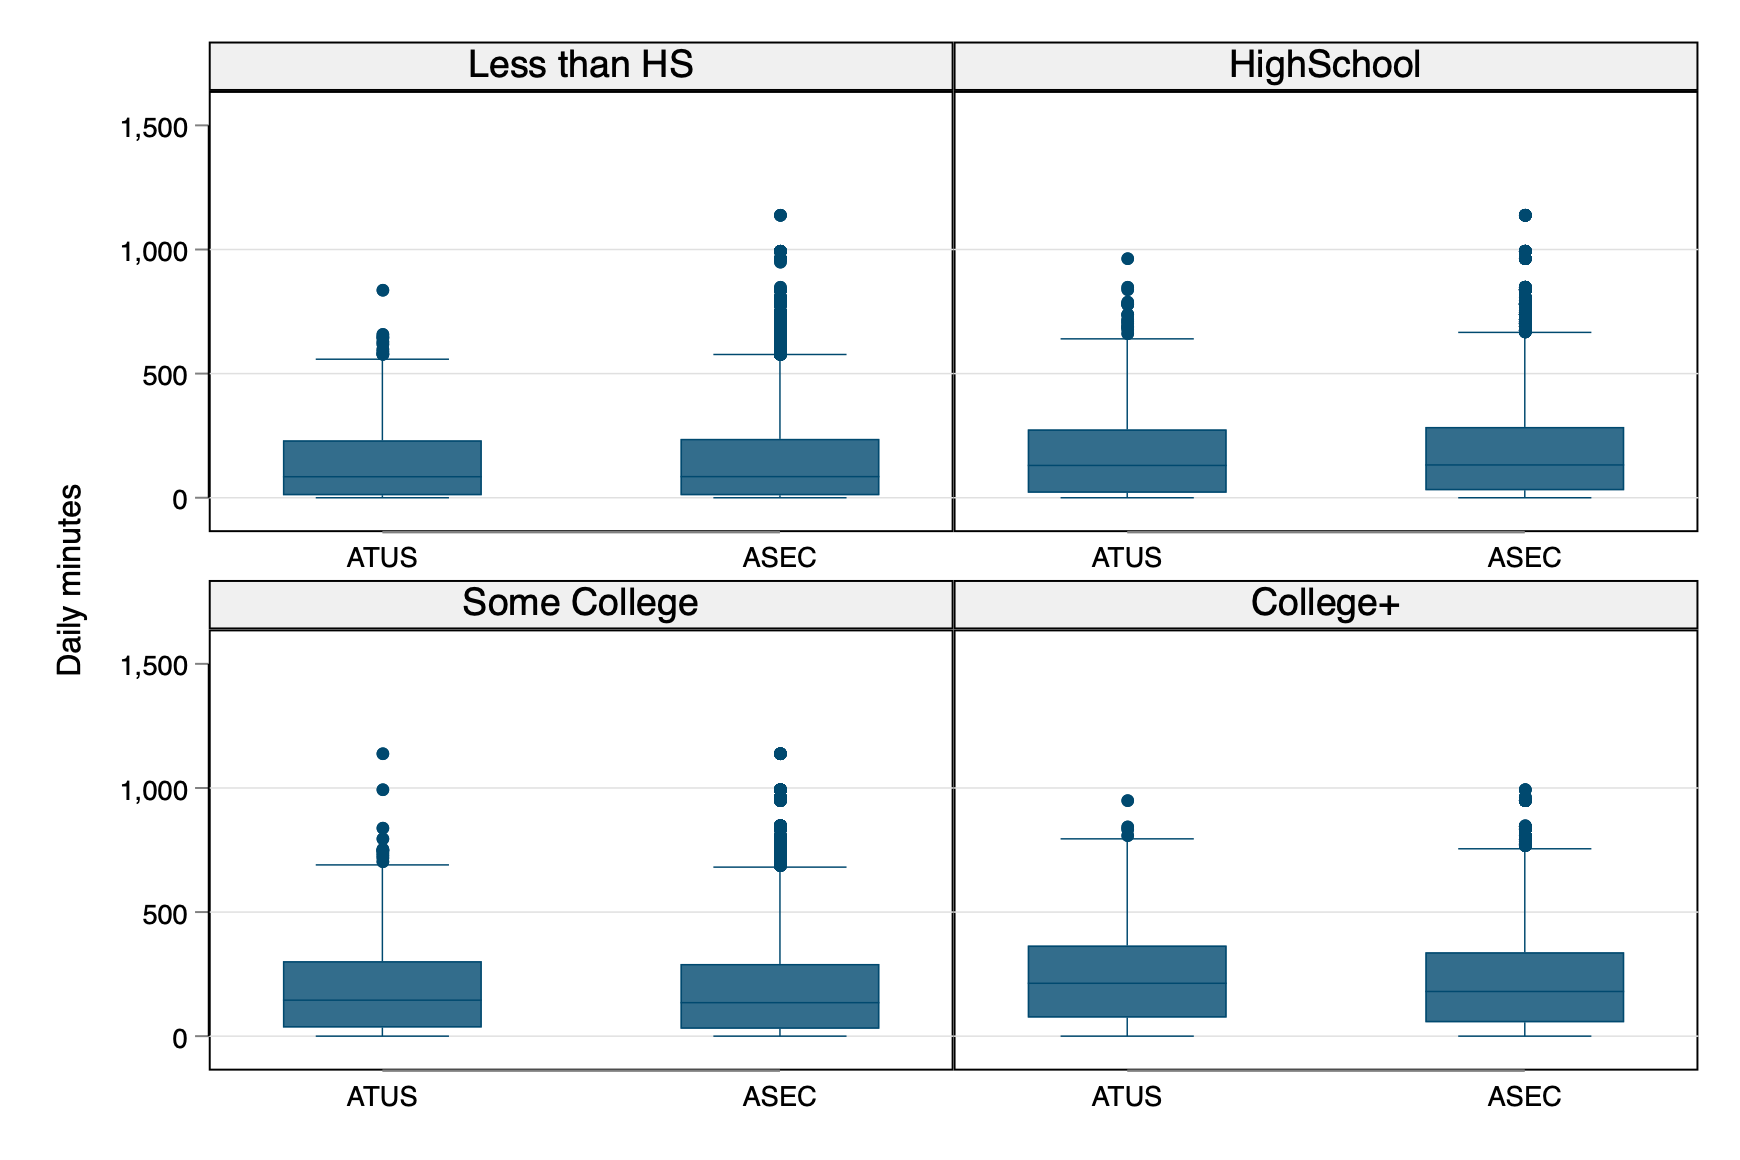 Less than HS
HighSchool
1,500
1,000
500
0
ATUS
ASEC
ATUS
ASEC
Daily minutes
Some College
College+
1,500
1,000
500
0
ATUS
ASEC
ATUS
ASEC